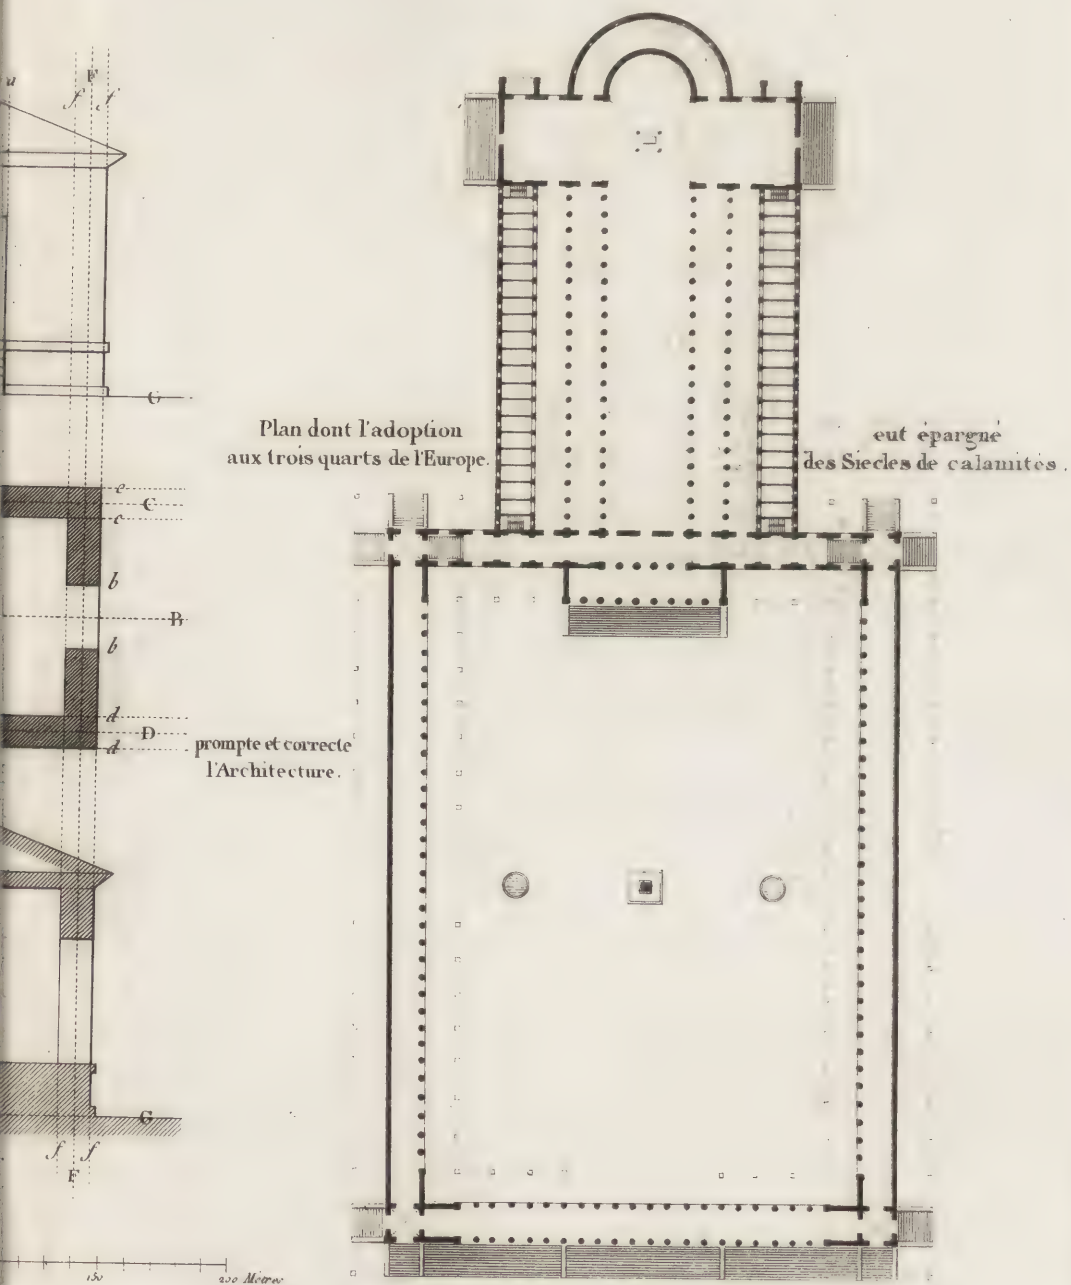 a
F
f f
G
Plan dont l'adoption
aux trois quarts de l'Europe.
eut épargné
des Siecles de calamités.
e
C
c
b
B
b
d
D
d
prompte et correcte
l'Architecture.
G
f f
F
150 200 Métres